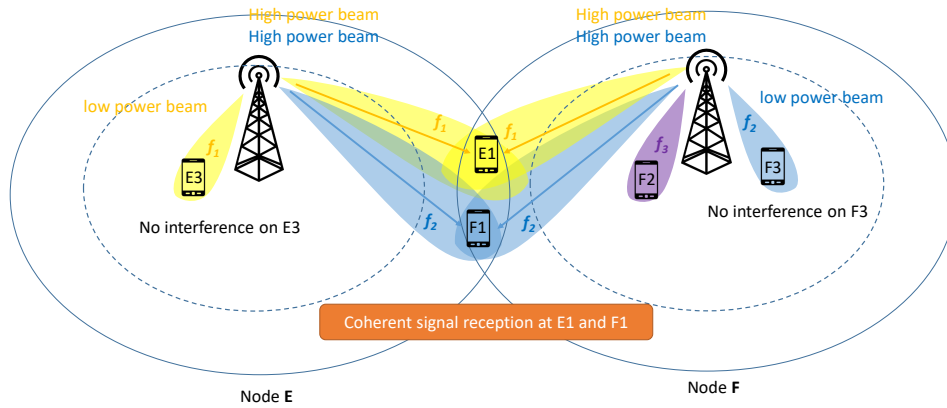 High power beam
High power beam
High power beam
High power beam
low power beam
low power beam
f1
f1
f1
f2
f3
E1
E3
F2
F3
No interference on E3
No interference on F3
f2
F1
f2
Coherent signal reception at E1 and F1
Node E
Node F